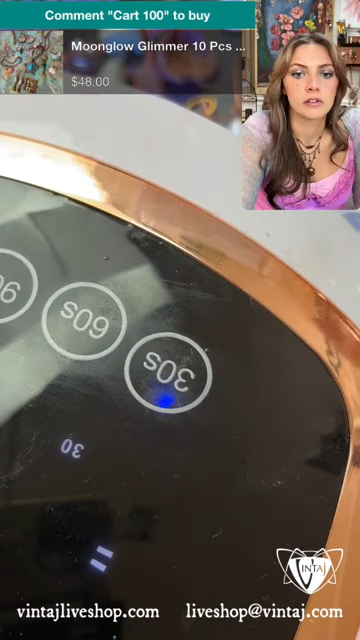 Comment "Cart 100" to buy
Moonglow Glimmer 10 Pcs ...
$48.00
60s
30s
30
VINTAJ
vintajliveshop.com liveshop@vintaj.com